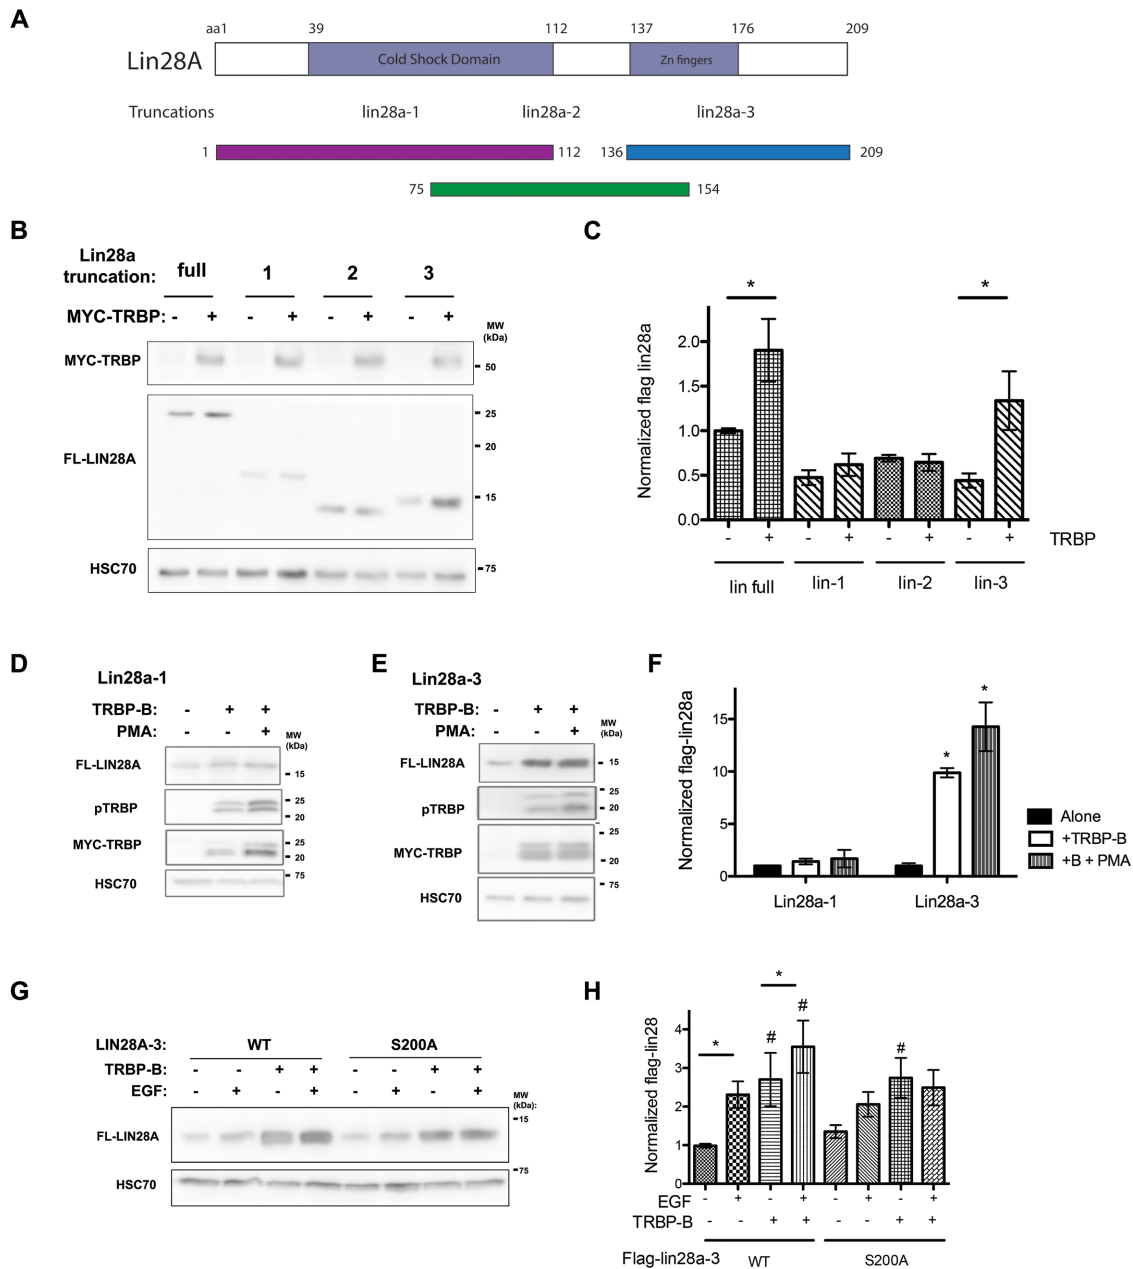 A
aa1 39 112 137 176 209
Lin28A Cold Shock Domain Zn fingers
Truncations lin28a-1 lin28a-2 lin28a-3
1 112 136 209
75 154
B
Lin28a
truncation: full 1 2 3
MYC-TRBP: - + - + - + - +
MW
(kDa)
MYC-TRBP
50
25
20
FL-LIN28A
15
HSC70
75
C
* *
Normalized flag lin28a
2.0
1.5
1.0
0.5
0.0
- + - + - + - + TRBP
lin full lin-1 lin-2 lin-3
D
Lin28a-1
TRBP-B: - + +
PMA: - - +
MW
(kDa)
FL-LIN28A
15
pTRBP
25
20
MYC-TRBP
25
20
HSC70
75
E
Lin28a-3
TRBP-B: - + +
PMA: - - +
MW
(kDa)
FL-LIN28A
15
pTRBP
25
20
MYC-TRBP
25
20
HSC70
75
F
Normalized flag-lin28a
15
10
5
0
* *
Lin28a-1 Lin28a-3
Alone
+TRBP-B
+B + PMA
G
LIN28A-3: WT S200A
TRBP-B: - - + + - - + +
EGF: - + - + - + - +
MW
(kDa):
FL-LIN28A
15
HSC70
75
H
Normalized flag-lin28
4
3
2
1
0
* * # # #
EGF - + - + - + - +
TRBP-B - - + + - - + +
Flag-lin28a-3 WT S200A